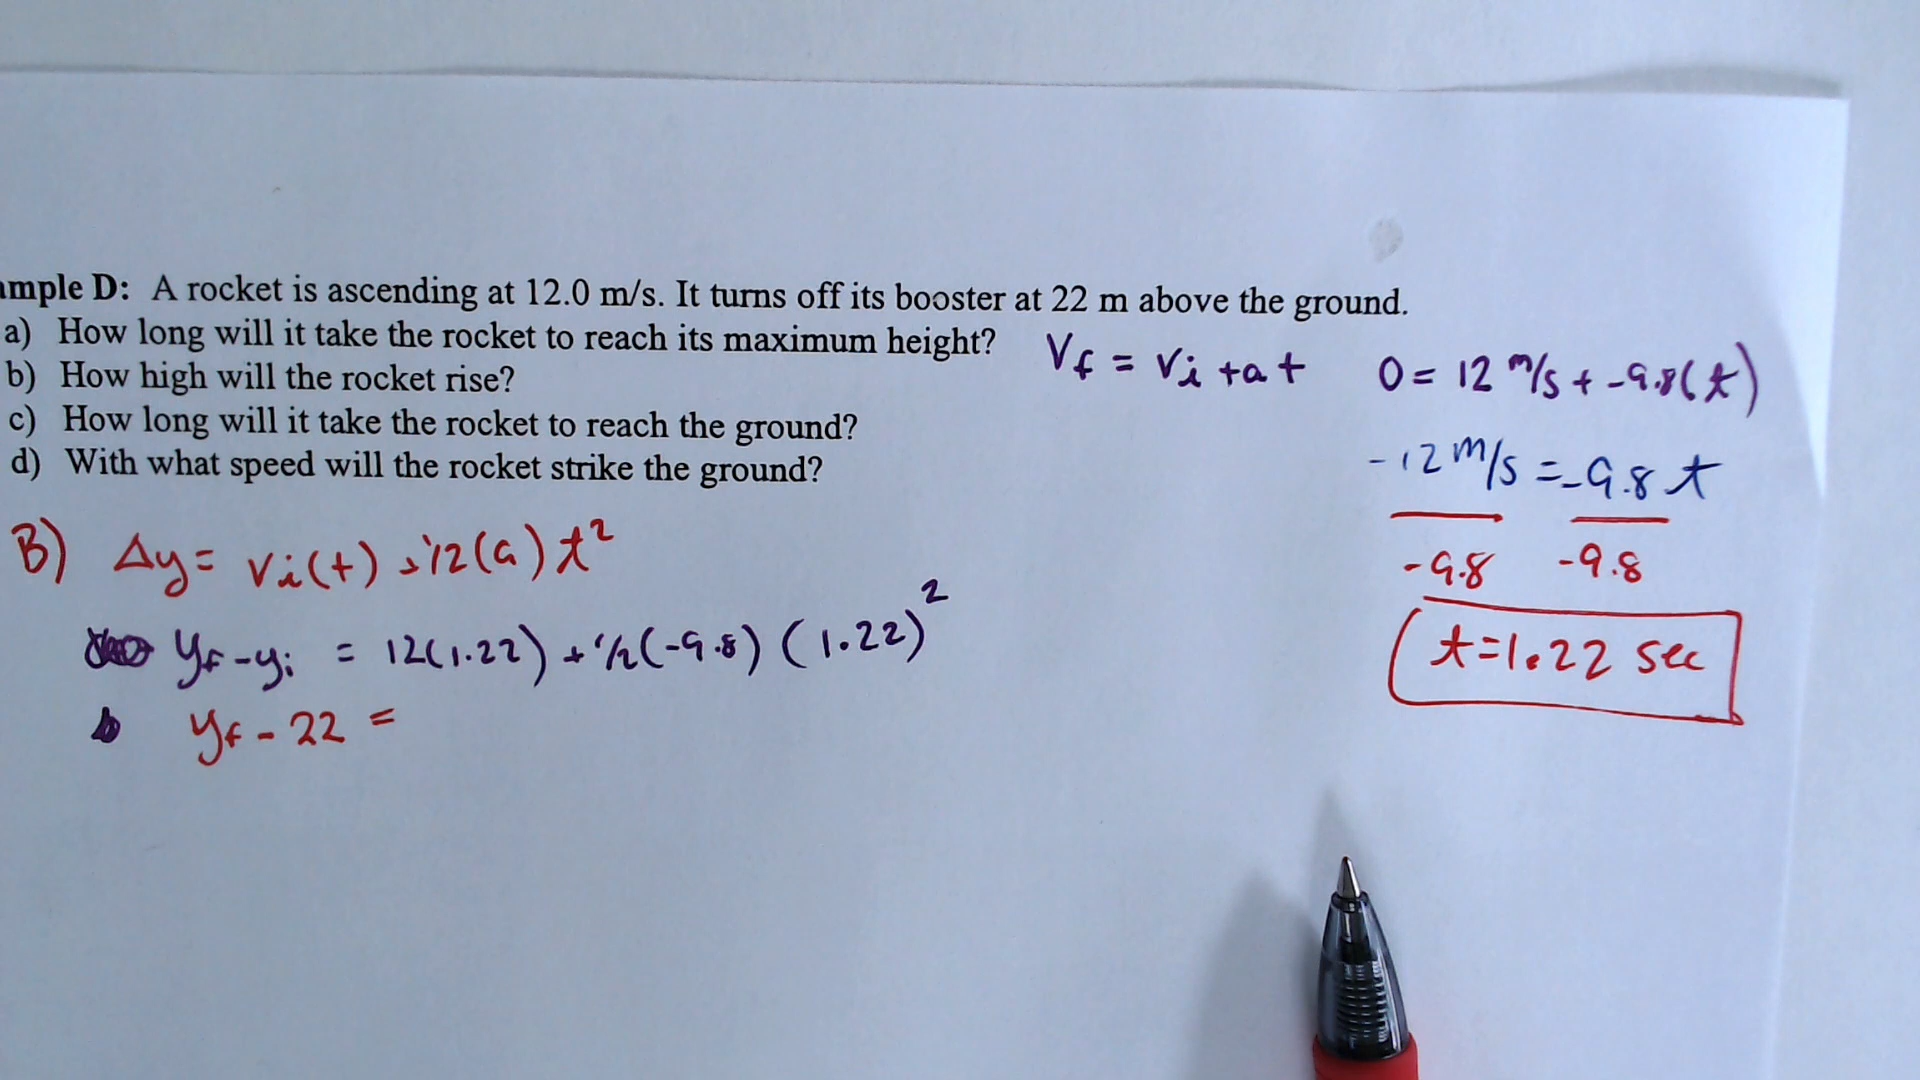 ample D: A rocket is ascending at 12.0 m/s. It turns off its booster at 22 m above the ground.
a) How long will it take the rocket to reach its maximum height?
b) How high will the rocket rise?
c) How long will it take the rocket to reach the ground?
d) With what speed will the rocket strike the ground?
Vf = Vi + at
0 = 12 m/s + -9.8(t)
-12 m/s = -9.8 t
-9.8 -9.8
t = 1.22 sec
B) Δy = Vi(t) + 1/2(a) t²
yf - yi = 12(1.22) + 1/2(-9.8) (1.22)²
yf - 22 =